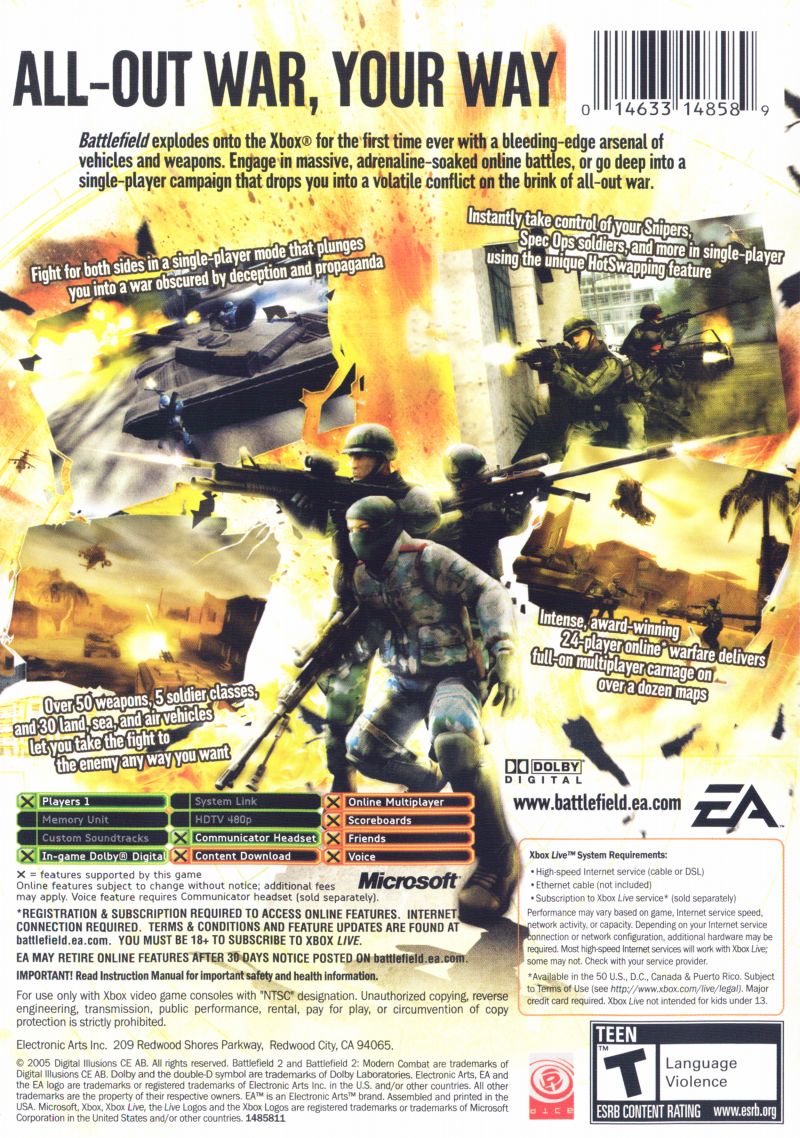 ALL-OUT WAR, YOUR WAY
0 14633 14858 9
Battlefield explodes onto the Xbox® for the first time ever with a bleeding-edge arsenal of
vehicles and weapons. Engage in massive, adrenaline-soaked online battles, or go deep into a
single-player campaign that drops you into a volatile conflict on the brink of all-out war.
Fight for both sides in a single-player mode that plunges
you into a war obscured by deception and propaganda
Instantly take control of your Snipers,
Spec Ops soldiers, and more in single-player
using the unique HotSwapping feature
Over 50 weapons, 5 soldier classes,
and 30 land, sea, and air vehicles
let you take the fight to
the enemy any way you want
Intense, award-winning
24-player online* warfare delivers
full-on multiplayer carnage on
over a dozen maps
DOLBY
DIGITAL
www.battlefield.ea.com
EA
X Players 1
Memory Unit
Custom Soundtracks
X In-game Dolby® Digital
System Link
HDTV 480p
X Communicator Headset
X Content Download
X Online Multiplayer
X Scoreboards
X Friends
X Voice
X = features supported by this game
Online features subject to change without notice; additional fees
may apply. Voice feature requires Communicator headset (sold separately).
Microsoft®
*REGISTRATION & SUBSCRIPTION REQUIRED TO ACCESS ONLINE FEATURES. INTERNET
CONNECTION REQUIRED. TERMS & CONDITIONS AND FEATURE UPDATES ARE FOUND AT
battlefield.ea.com. YOU MUST BE 18+ TO SUBSCRIBE TO XBOX LIVE.
EA MAY RETIRE ONLINE FEATURES AFTER 30 DAYS NOTICE POSTED ON battlefield.ea.com.
IMPORTANT! Read Instruction Manual for important safety and health information.
For use only with Xbox video game consoles with "NTSC" designation. Unauthorized copying, reverse
engineering, transmission, public performance, rental, pay for play, or circumvention of copy
protection is strictly prohibited.
Electronic Arts Inc. 209 Redwood Shores Parkway, Redwood City, CA 94065.
© 2005 Digital Illusions CE AB. All rights reserved. Battlefield 2 and Battlefield 2: Modern Combat are trademarks of
Digital Illusions CE AB. Dolby and the double-D symbol are trademarks of Dolby Laboratories. Electronic Arts, EA and
the EA logo are trademarks or registered trademarks of Electronic Arts Inc. in the U.S. and/or other countries. All other
trademarks are the property of their respective owners. EA™ is an Electronic Arts™ brand. Assembled and printed in the
USA. Microsoft, Xbox, Xbox Live, the Live Logos and the Xbox Logos are registered trademarks or trademarks of Microsoft
Corporation in the United States and/or other countries. 1485811
Xbox Live™ System Requirements:
• High-speed Internet service (cable or DSL)
• Ethernet cable (not included)
• Subscription to Xbox Live service* (sold separately)
Performance may vary based on game, Internet service speed,
network activity, or capacity. Depending on your Internet service
connection or network configuration, additional hardware may be
required. Most high-speed Internet services will work with Xbox Live;
some may not. Check with your service provider.
*Available in the 50 U.S., D.C., Canada & Puerto Rico. Subject
to Terms of Use (see http://www.xbox.com/live/legal). Major
credit card required. Xbox Live not intended for kids under 13.
DICE
TEEN
T
™
Language
Violence
ESRB CONTENT RATING www.esrb.org